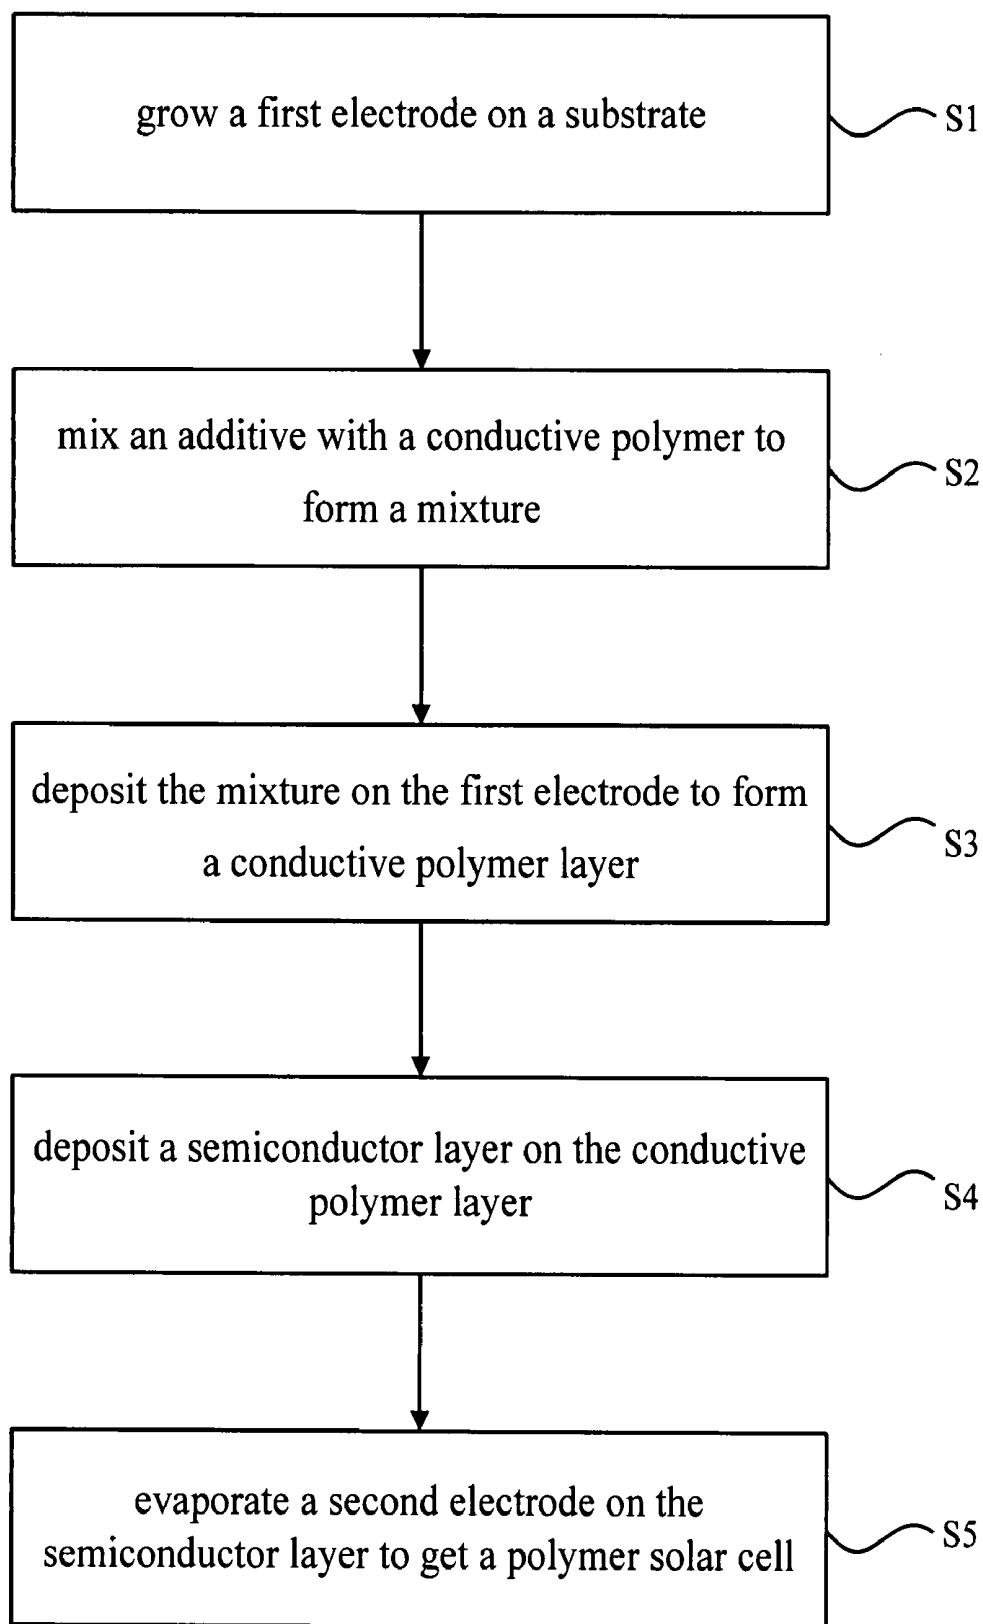 grow a first electrode on a substrate
S1
mix an additive with a conductive polymer to
form a mixture
S2
deposit the mixture on the first electrode to form
a conductive polymer layer
S3
deposit a semiconductor layer on the conductive
polymer layer
S4
evaporate a second electrode on the
semiconductor layer to get a polymer solar cell
S5